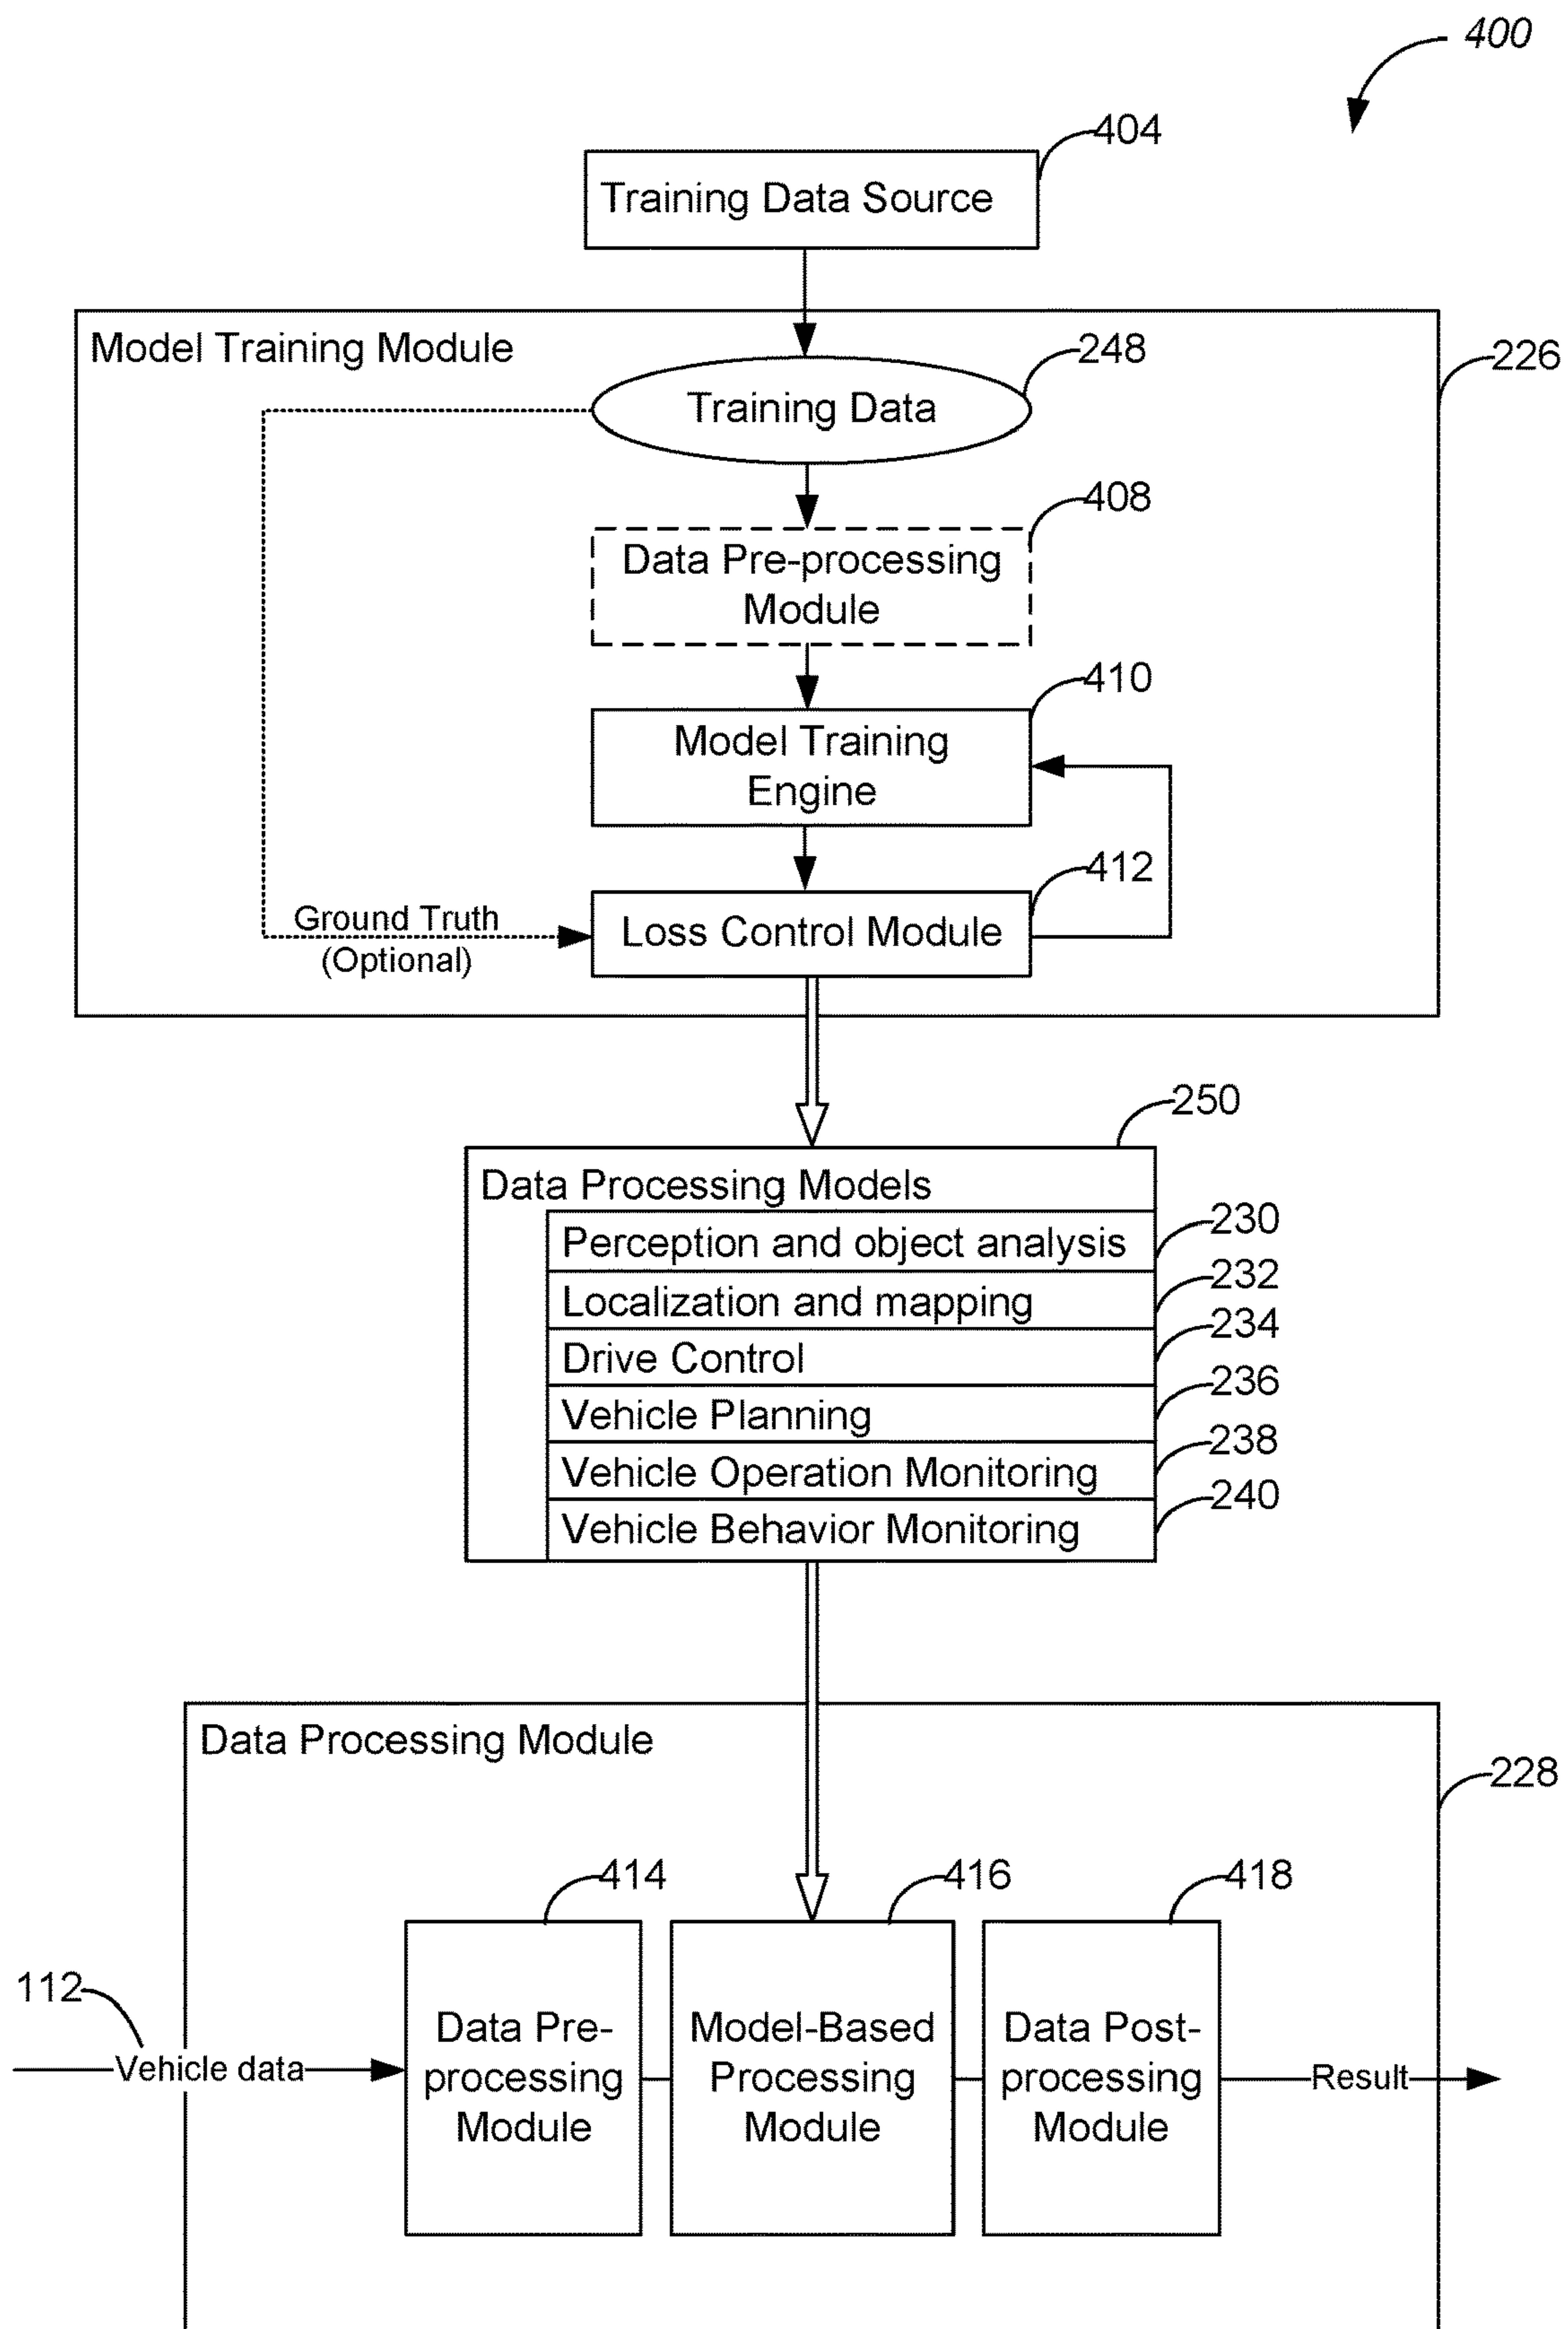 400
404
Training Data Source
Model Training Module
248
226
Training Data
408
Data Pre-processing
Module
410
Model Training
Engine
412
Ground Truth
(Optional)
Loss Control Module
250
Data Processing Models
230
Perception and object analysis
232
Localization and mapping
234
Drive Control
236
Vehicle Planning
238
Vehicle Operation Monitoring
240
Vehicle Behavior Monitoring
Data Processing Module
228
414
416
418
112
Vehicle data
Data Pre-
processing
Module
Model-Based
Processing
Module
Data Post-
processing
Module
Result